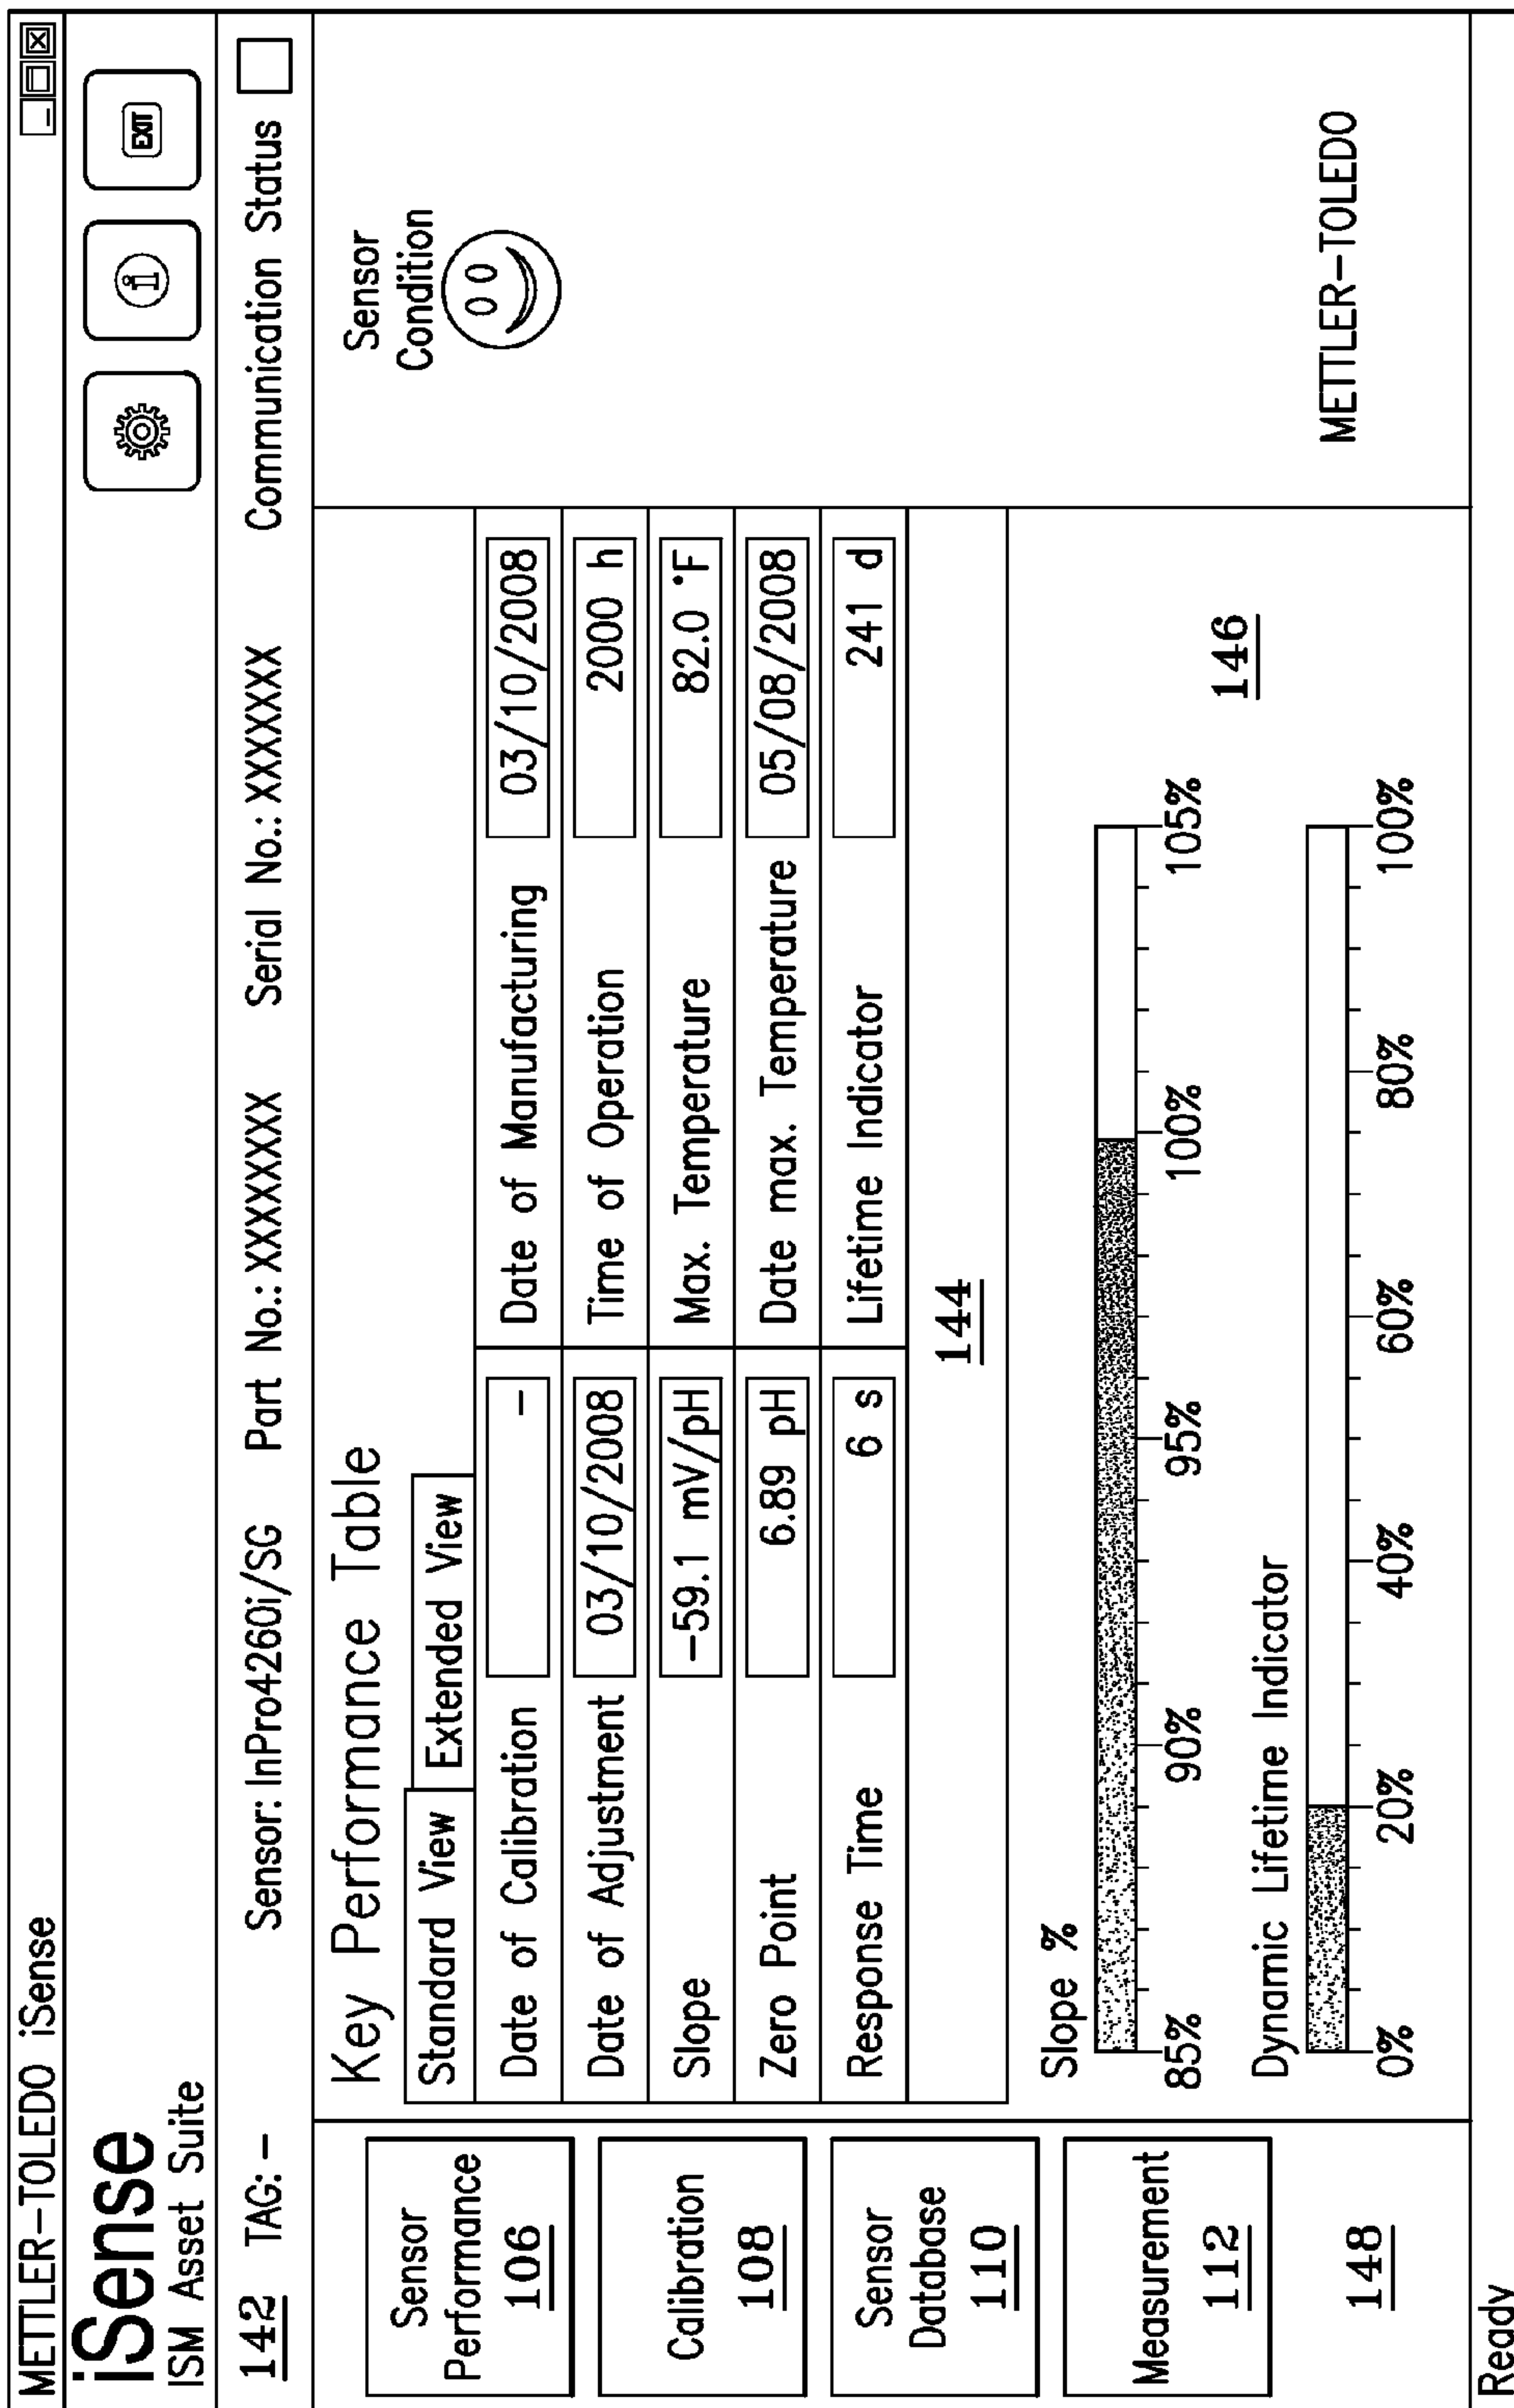 METTLER-TOLEDO iSense
iSense
ISM Asset Suite
EXIT
142 TAG: - Sensor: InPro4260i/SG Part No.: XXXXXXXX Serial No.: XXXXXXX Communication Status
Sensor
Performance
106
Calibration
108
Sensor
Database
110
Measurement
112
148
Key Performance Table
Standard View Extended View
Date of Calibration - Date of Manufacturing 03/10/2008
Date of Adjustment 03/10/2008 Time of Operation 2000 h
Slope -59.1 mV/pH Max. Temperature 82.0 °F
Zero Point 6.89 pH Date max. Temperature 05/08/2008
Response Time 6 s Lifetime Indicator 241 d
144
Slope %
85% 90% 95% 100% 105%
146
Dynamic Lifetime Indicator
0% 20% 40% 60% 80% 100%
Sensor
Condition
METTLER-TOLEDO
Ready